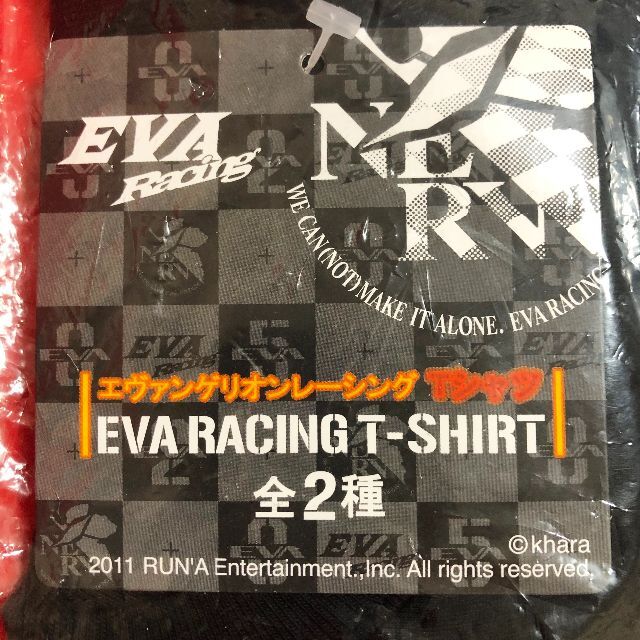 EVA
Racing
NERV
WE CAN (NOT) MAKE IT ALONE. EVA RACING
エヴァンゲリオンレーシング Tシャツ
EVA RACING T-SHIRT
全2種
©khara
2011 RUN'A Entertainment.,Inc. All rights reserved.